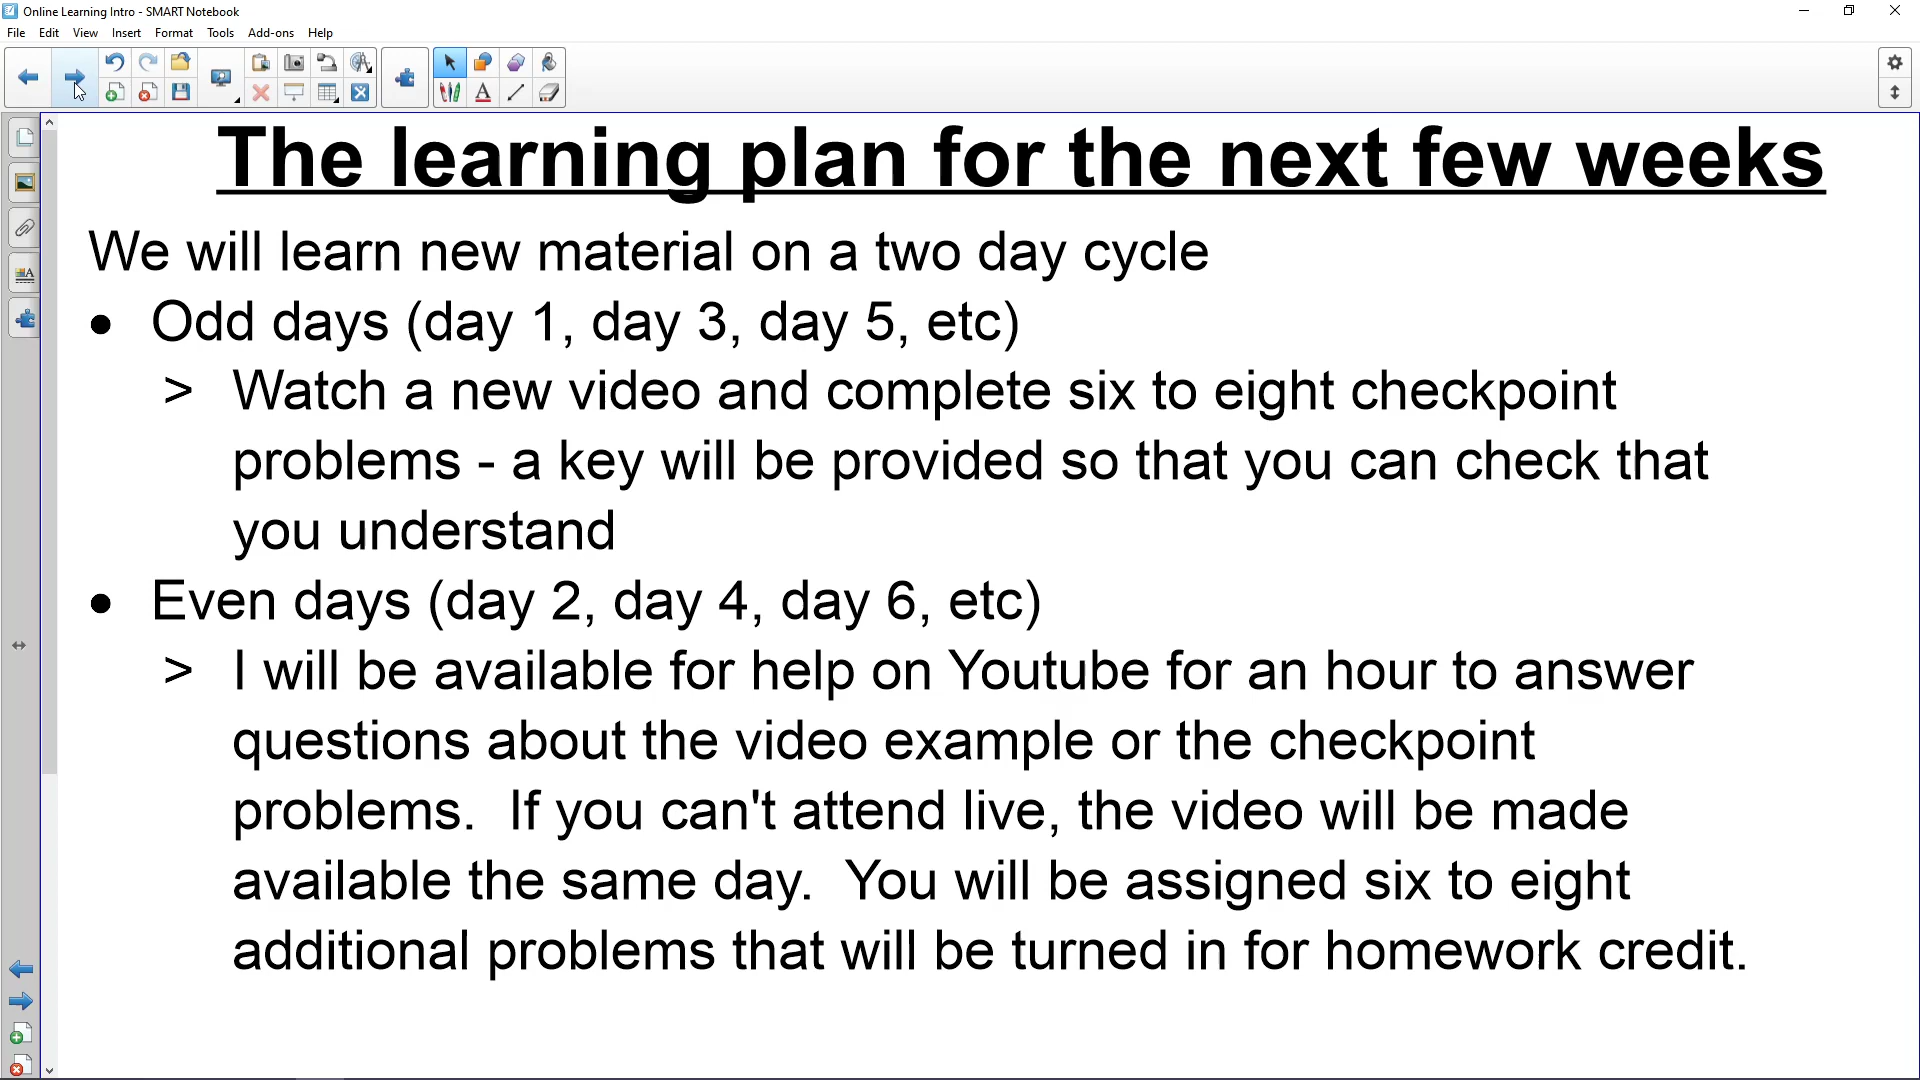 Online Learning Intro - SMART Notebook
File Edit View Insert Format Tools Add-ons Help
The learning plan for the next few weeks
We will learn new material on a two day cycle
• Odd days (day 1, day 3, day 5, etc)
> Watch a new video and complete six to eight checkpoint
problems - a key will be provided so that you can check that
you understand
• Even days (day 2, day 4, day 6, etc)
> I will be available for help on Youtube for an hour to answer
questions about the video example or the checkpoint
problems.  If you can't attend live, the video will be made
available the same day.  You will be assigned six to eight
additional problems that will be turned in for homework credit.